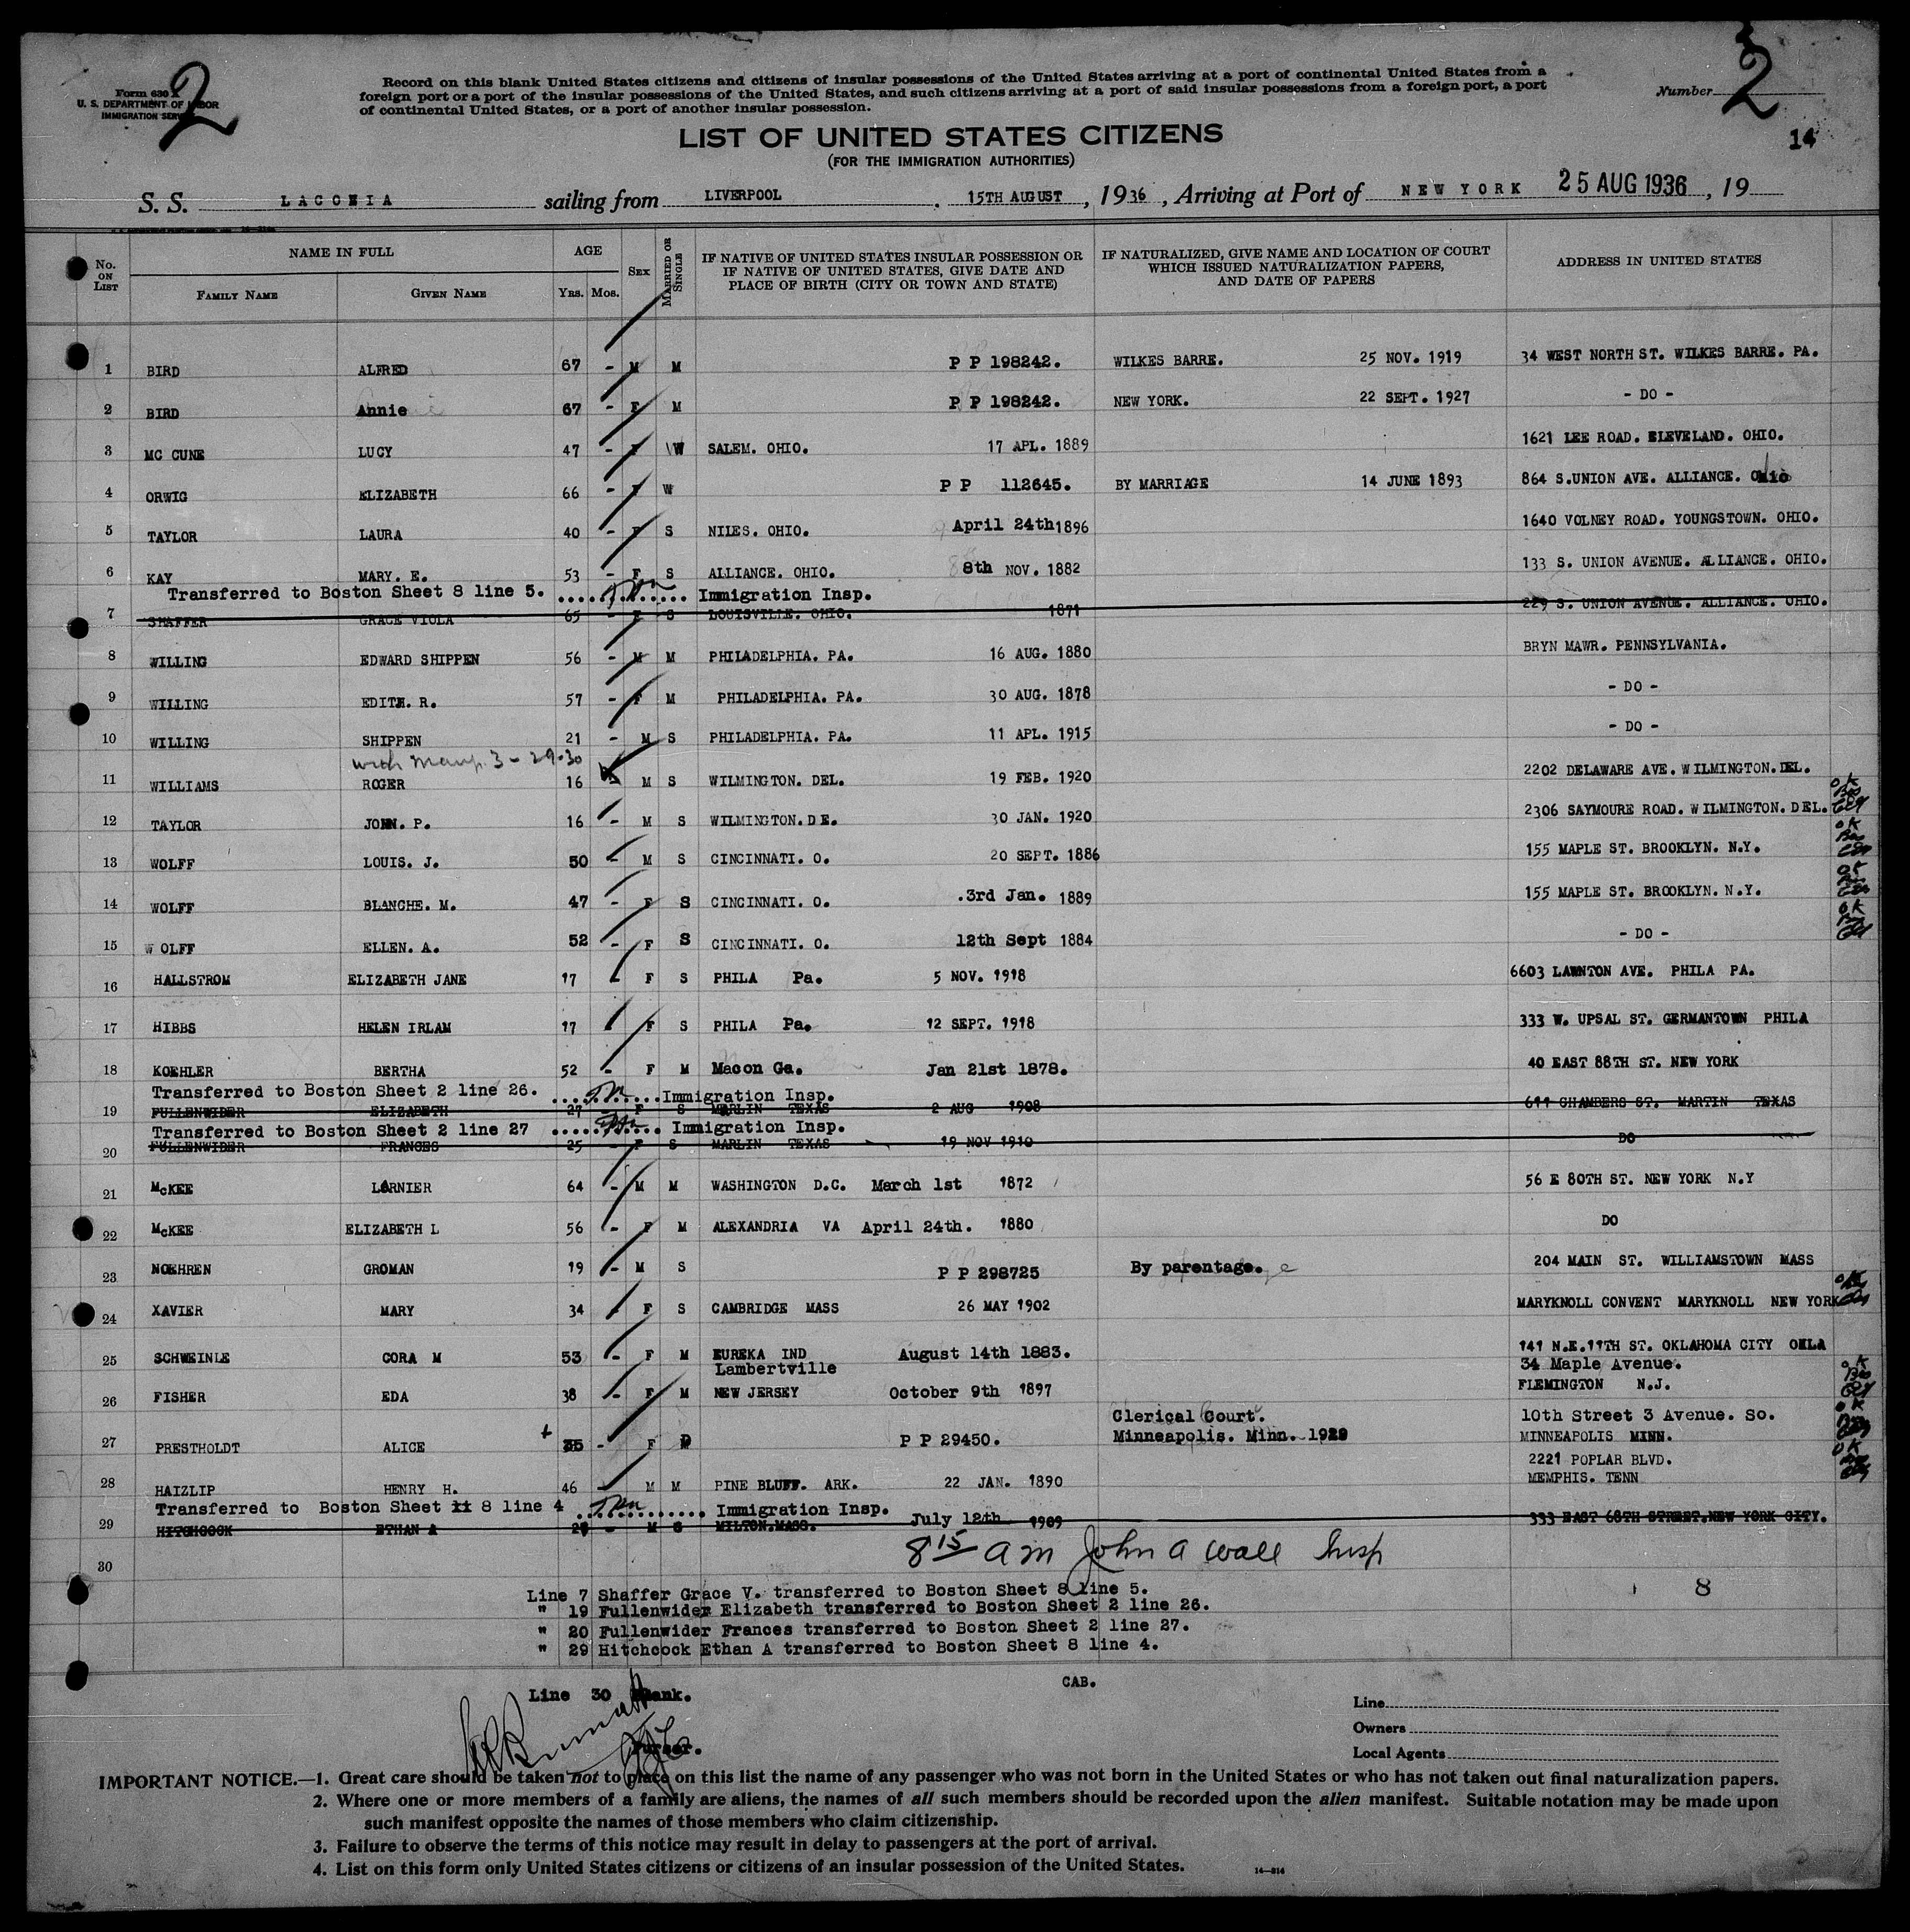 2
Form 630
U. S. DEPARTMENT OF LABOR
IMMIGRATION SERVICE
Record on this blank United States citizens and citizens of insular possessions of the United States arriving at a port of continental United States from a
foreign port or a port of the insular possessions of the United States, and such citizens arriving at a port of said insular possessions from a foreign port, a port
of continental United States, or a port of another insular possession.
Number 2
14
LIST OF UNITED STATES CITIZENS
(FOR THE IMMIGRATION AUTHORITIES)
S. S. LACONIA sailing from LIVERPOOL . 15TH AUGUST , 1936 , Arriving at Port of NEW YORK 25 AUG 1936 , 19
No. ON LIST NAME IN FULL FAMILY NAME GIVEN NAME AGE YRS. MOS. SEX MARRIED OR SINGLE
IF NATIVE OF UNITED STATES INSULAR POSSESSION OR IF NATIVE OF UNITED STATES, GIVE DATE AND PLACE OF BIRTH (CITY OR TOWN AND STATE)
IF NATURALIZED, GIVE NAME AND LOCATION OF COURT WHICH ISSUED NATURALIZATION PAPERS, AND DATE OF PAPERS
ADDRESS IN UNITED STATES
1 BIRD ALFRED 67 - M M P P 198242. WILKES BARRE. 25 NOV. 1919 34 WEST NORTH ST. WILKES BARRE. PA.
2 BIRD Annie 67 - F M P P 198242. NEW YORK. 22 SEPT. 1927 - DO -
3 MC CUNE LUCY 47 - F W SALEM. OHIO. 17 APL. 1889 1621 LEE ROAD. CLEVELAND. OHIO.
4 ORWIG ELIZABETH 66 - F W P P 112645. BY MARRIAGE 14 JUNE 1893 864 S.UNION AVE. ALLIANCE. Ohio
5 TAYLOR LAURA 40 - F S NILES. OHIO. April 24th 1896 1640 VOLNEY ROAD. YOUNGSTOWN. OHIO.
6 KAY MARY. E. 53 - F S ALLIANCE. OHIO. 8th NOV. 1882 133 S. UNION AVENUE. ALLIANCE. OHIO.
Transferred to Boston Sheet 8 line 5. ............ Immigration Insp.
7 SHAFFER GRACE VIOLA 65 - F S LOUISVILLE. OHIO. 1871 229 S. UNION AVENUE. ALLIANCE. OHIO.
8 WILLING EDWARD SHIPPEN 56 - M M PHILADELPHIA. PA. 16 AUG. 1880 BRYN MAWR. PENNSYLVANIA.
9 WILLING EDITH. R. 57 - F M PHILADELPHIA. PA. 30 AUG. 1878 - DO -
10 WILLING SHIPPEN 21 - M S PHILADELPHIA. PA. 11 APL. 1915 - DO -
with 3 - 29-30
11 WILLIAMS ROGER 16 - M S WILMINGTON. DEL. 19 FEB. 1920 2202 DELAWARE AVE. WILMINGTON. DEL.
12 TAYLOR JOHN. P. 16 - M S WILMINGTON. DE. 30 JAN. 1920 2306 SAYMOURE ROAD. WILMINGTON. DEL. OK
13 WOLFF LOUIS. J. 50 - M S CINCINNATI. O. 20 SEPT. 1886 155 MAPLE ST. BROOKLYN. N.Y. OK
14 WOLFF BLANCHE. M. 47 - F S CINCINNATI. O. .3rd Jan. 1889 155 MAPLE ST. BROOKLYN. N.Y. OK
15 WOLFF ELLEN. A. 52 - F S CINCINNATI. O. 12th Sept 1884 - DO - OK
16 HALLSTROM ELIZABETH JANE 17 - F S PHILA Pa. 5 NOV. 1918 6603 LAWNTON AVE. PHILA PA.
17 HIBBS HELEN IRLAM 17 F S PHILA Pa. 12 SEPT. 1918 333 W. UPSAL ST. GERMANTOWN PHILA
18 KOEHLER BERTHA 52 - F M Macon Ga. Jan 21st 1878. 40 EAST 88TH ST. NEW YORK
Transferred to Boston Sheet 2 line 26. ............ Immigration Insp.
19 FULLENWIDER ELIZABETH 27 - F S MARLIN TEXAS 2 AUG 1908 611 CHAMBERS ST. MARTIN TEXAS
Transferred to Boston Sheet 2 line 27 ............ Immigration Insp.
20 FULLENWIDER FRANCES 25 - F S MARLIN TEXAS 19 NOV 1910 DO
21 McKEE LARNIER 64 - M M WASHINGTON D.C. March 1st 1872 56 E 80TH ST. NEW YORK N.Y
22 McKEE ELIZABETH L 56 - F M ALEXANDRIA VA April 24th. 1880 DO
23 NOEHREN GROMAN 19 - M S P P 298725 By parentage. 204 MAIN ST. WILLIAMSTOWN MASS
24 XAVIER MARY 34 - F S CAMBRIDGE MASS 26 MAY 1902 MARYKNOLL CONVENT MARYKNOLL NEW YORK OK
25 SCHWEINLE CORA M 53 - F M EUREKA IND August 14th 1883. 141 N.E.11TH ST. OKLAHOMA CITY OKLA
Lambertville 34 Maple Avenue.
26 FISHER EDA 38 - F M NEW JERSEY October 9th 1897 FLEMINGTON N.J. OK
Clerical Court. 10th Street 3 Avenue. So.
27 PRESTHOLDT ALICE 35 - F D P P 29450. Minneapolis. Minn. 1929 MINNEAPOLIS MINN. OK
2221 POPLAR BLVD.
28 HAIZLIP HENRY H. 46 - M M PINE BLUFF. ARK. 22 JAN. 1890 MEMPHIS. TENN OK
Transferred to Boston Sheet 8 line 4 ............ Immigration Insp.
29 HITCHCOCK ETHAN A - M S MILTON.MASS. July 12th 1909 333 EAST 68TH STREET.NEW YORK CITY.
8 15 am John A Wall Insp
30
Line 7 Shaffer Grace V. transferred to Boston Sheet 8 line 5. 8
" 19 Fullenwider Elizabeth transferred to Boston Sheet 2 line 26.
" 20 Fullenwider Frances transferred to Boston Sheet 2 line 27.
" 29 Hitchcock Ethan A transferred to Boston Sheet 8 line 4.
CAB.
Line 30 Blank.
Purser.
Line
Owners
Local Agents
IMPORTANT NOTICE.—1. Great care should be taken not to place on this list the name of any passenger who was not born in the United States or who has not taken out final naturalization papers.
2. Where one or more members of a family are aliens, the names of all such members should be recorded upon the alien manifest. Suitable notation may be made upon
such manifest opposite the names of those members who claim citizenship.
3. Failure to observe the terms of this notice may result in delay to passengers at the port of arrival.
4. List on this form only United States citizens or citizens of an insular possession of the United States.
14—814